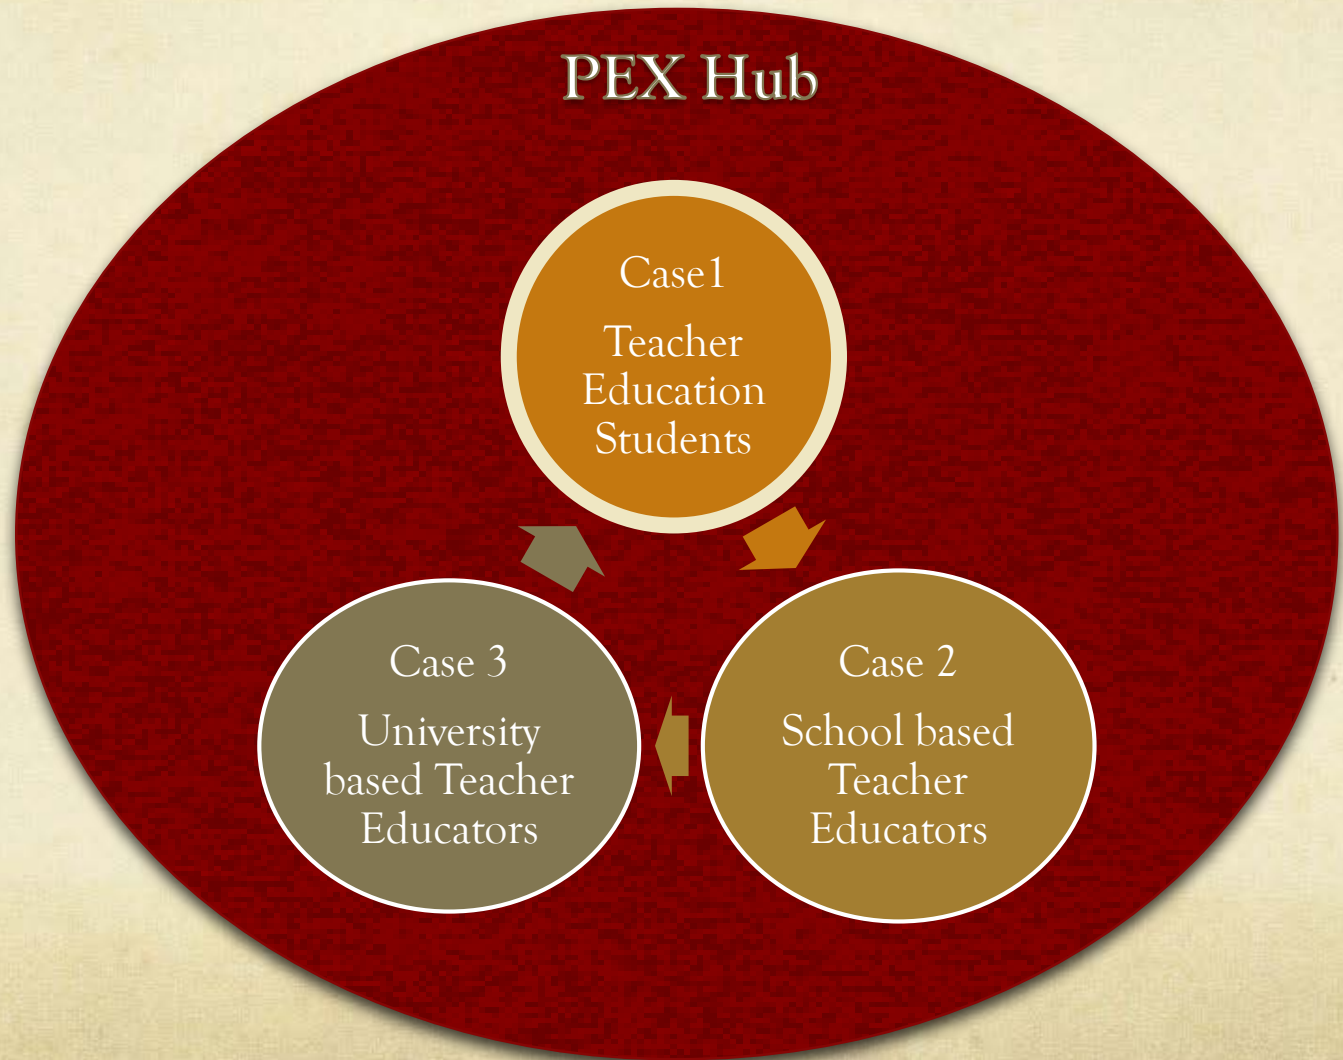 PEX Hub
Case1
Teacher
Education
Students
Case 3
University
based Teacher
Educators
Case 2
School based
Teacher
Educators